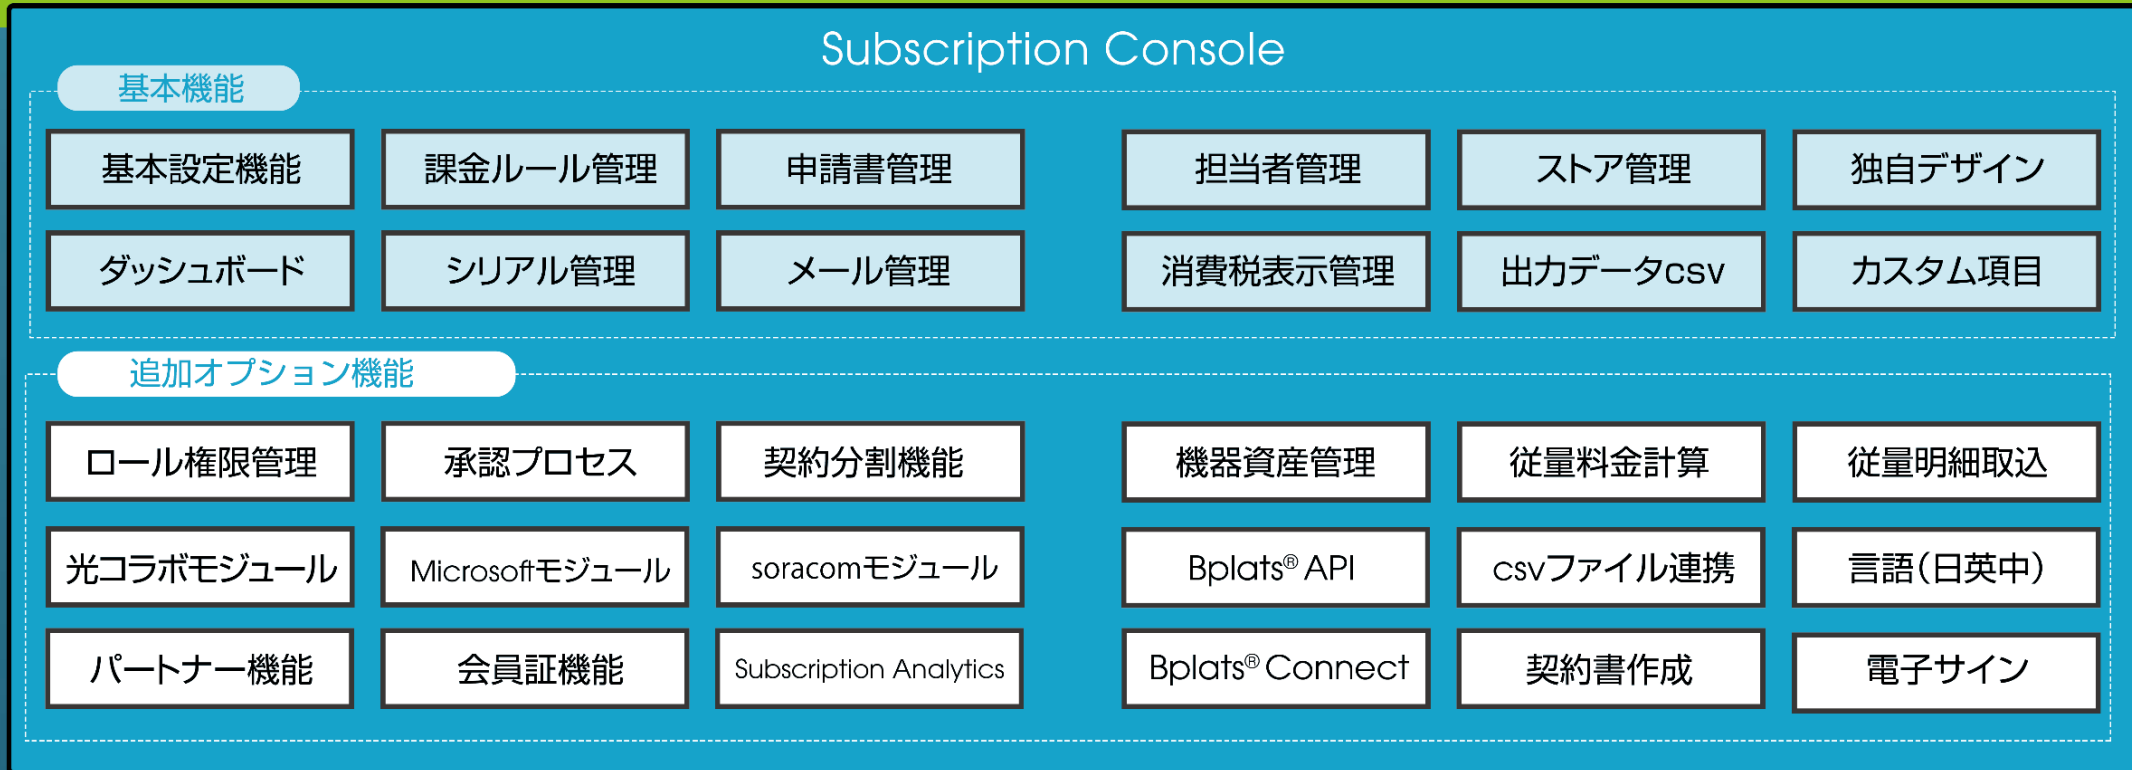 Subscription Console
基本機能
基本設定機能
課金ルール管理
申請書管理
担当者管理
ストア管理
独自デザイン
ダッシュボード
シリアル管理
メール管理
消費税表示管理
出力データcsv
カスタム項目
追加オプション機能
ロール権限管理
承認プロセス
契約分割機能
機器資産管理
従量料金計算
従量明細取込
光コラボモジュール
Microsoftモジュール
soracomモジュール
Bplats® API
csvファイル連携
言語(日英中)
パートナー機能
会員証機能
Subscription Analytics
Bplats® Connect
契約書作成
電子サイン